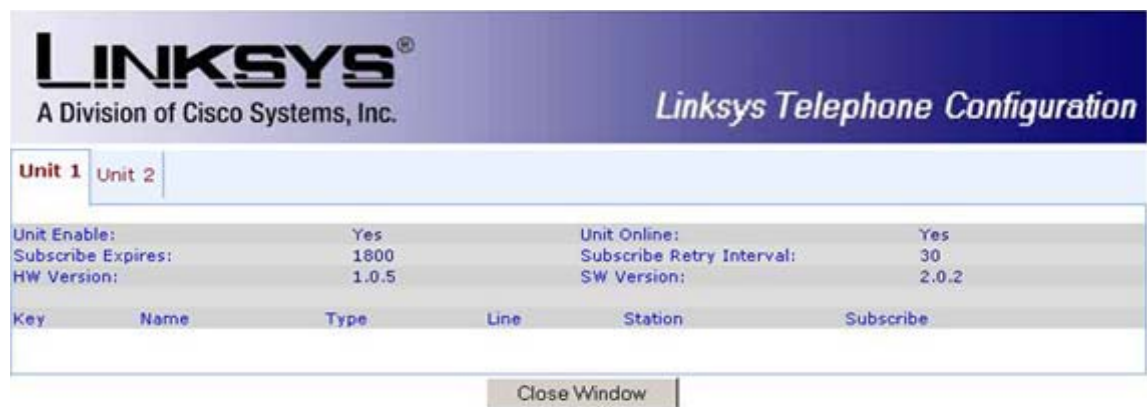 LINKSYS®
A Division of Cisco Systems, Inc.
Linksys Telephone Configuration
Unit 1 Unit 2
Unit Enable: Yes Unit Online: Yes
Subscribe Expires: 1800 Subscribe Retry Interval: 30
HW Version: 1.0.5 SW Version: 2.0.2
Key Name Type Line Station Subscribe
Close Window